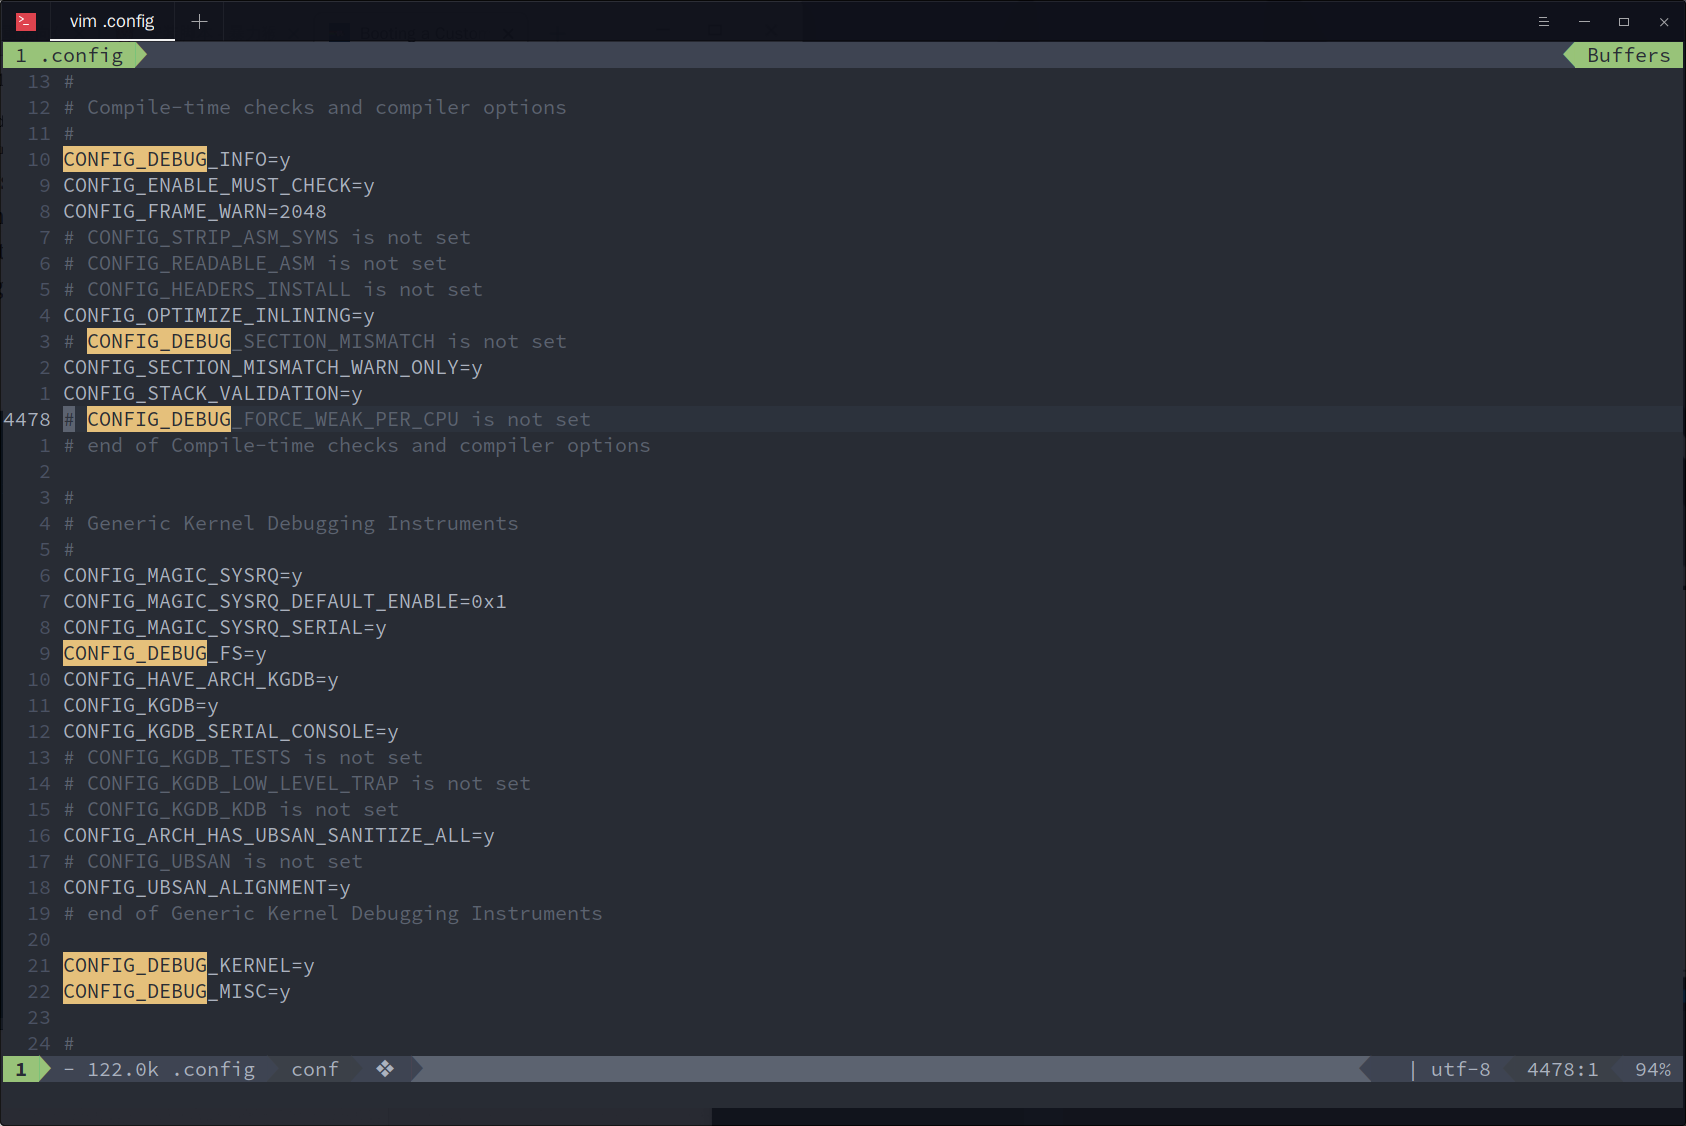 vim .config
1 .config Buffers
13 #
12 # Compile-time checks and compiler options
11 #
10 CONFIG_DEBUG_INFO=y
9 CONFIG_ENABLE_MUST_CHECK=y
8 CONFIG_FRAME_WARN=2048
7 # CONFIG_STRIP_ASM_SYMS is not set
6 # CONFIG_READABLE_ASM is not set
5 # CONFIG_HEADERS_INSTALL is not set
4 CONFIG_OPTIMIZE_INLINING=y
3 # CONFIG_DEBUG_SECTION_MISMATCH is not set
2 CONFIG_SECTION_MISMATCH_WARN_ONLY=y
1 CONFIG_STACK_VALIDATION=y
4478 # CONFIG_DEBUG_FORCE_WEAK_PER_CPU is not set
1 # end of Compile-time checks and compiler options
2
3 #
4 # Generic Kernel Debugging Instruments
5 #
6 CONFIG_MAGIC_SYSRQ=y
7 CONFIG_MAGIC_SYSRQ_DEFAULT_ENABLE=0x1
8 CONFIG_MAGIC_SYSRQ_SERIAL=y
9 CONFIG_DEBUG_FS=y
10 CONFIG_HAVE_ARCH_KGDB=y
11 CONFIG_KGDB=y
12 CONFIG_KGDB_SERIAL_CONSOLE=y
13 # CONFIG_KGDB_TESTS is not set
14 # CONFIG_KGDB_LOW_LEVEL_TRAP is not set
15 # CONFIG_KGDB_KDB is not set
16 CONFIG_ARCH_HAS_UBSAN_SANITIZE_ALL=y
17 # CONFIG_UBSAN is not set
18 CONFIG_UBSAN_ALIGNMENT=y
19 # end of Generic Kernel Debugging Instruments
20
21 CONFIG_DEBUG_KERNEL=y
22 CONFIG_DEBUG_MISC=y
23
24 #
1 - 122.0k .config conf ❖ | utf-8 4478:1 94%